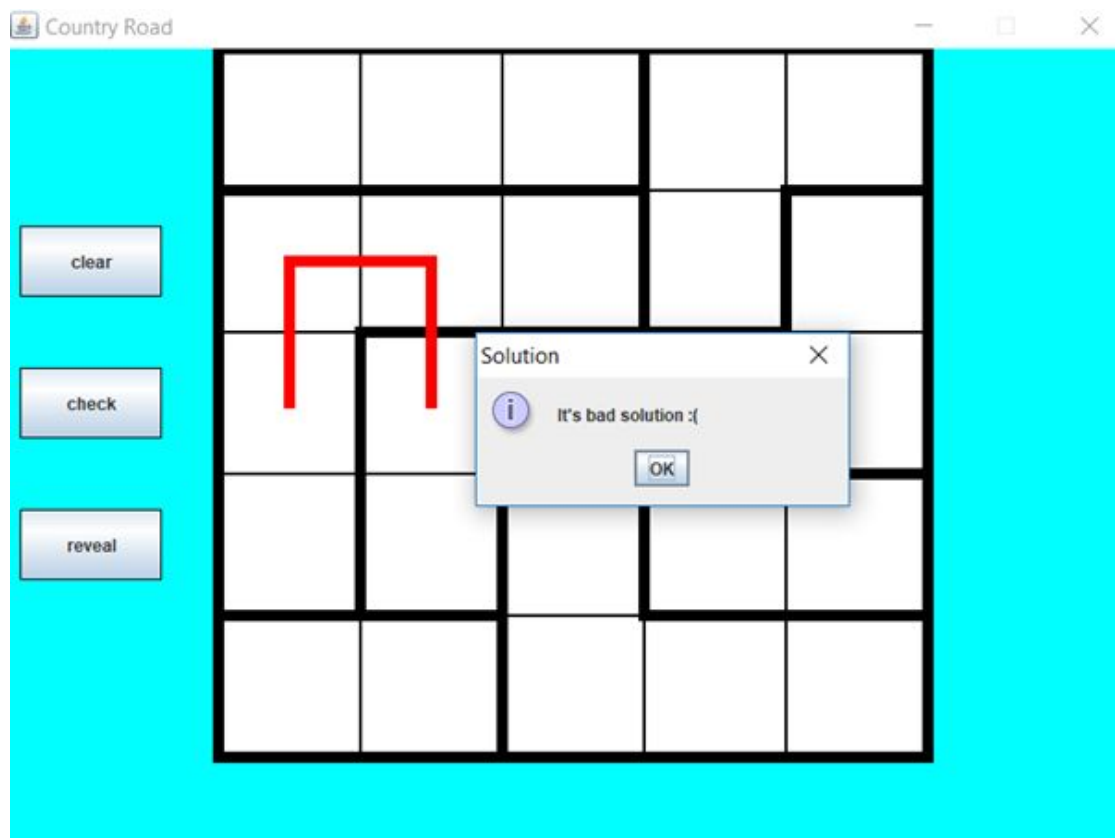 Country Road
clear
check
reveal
Solution
It's bad solution :(
OK